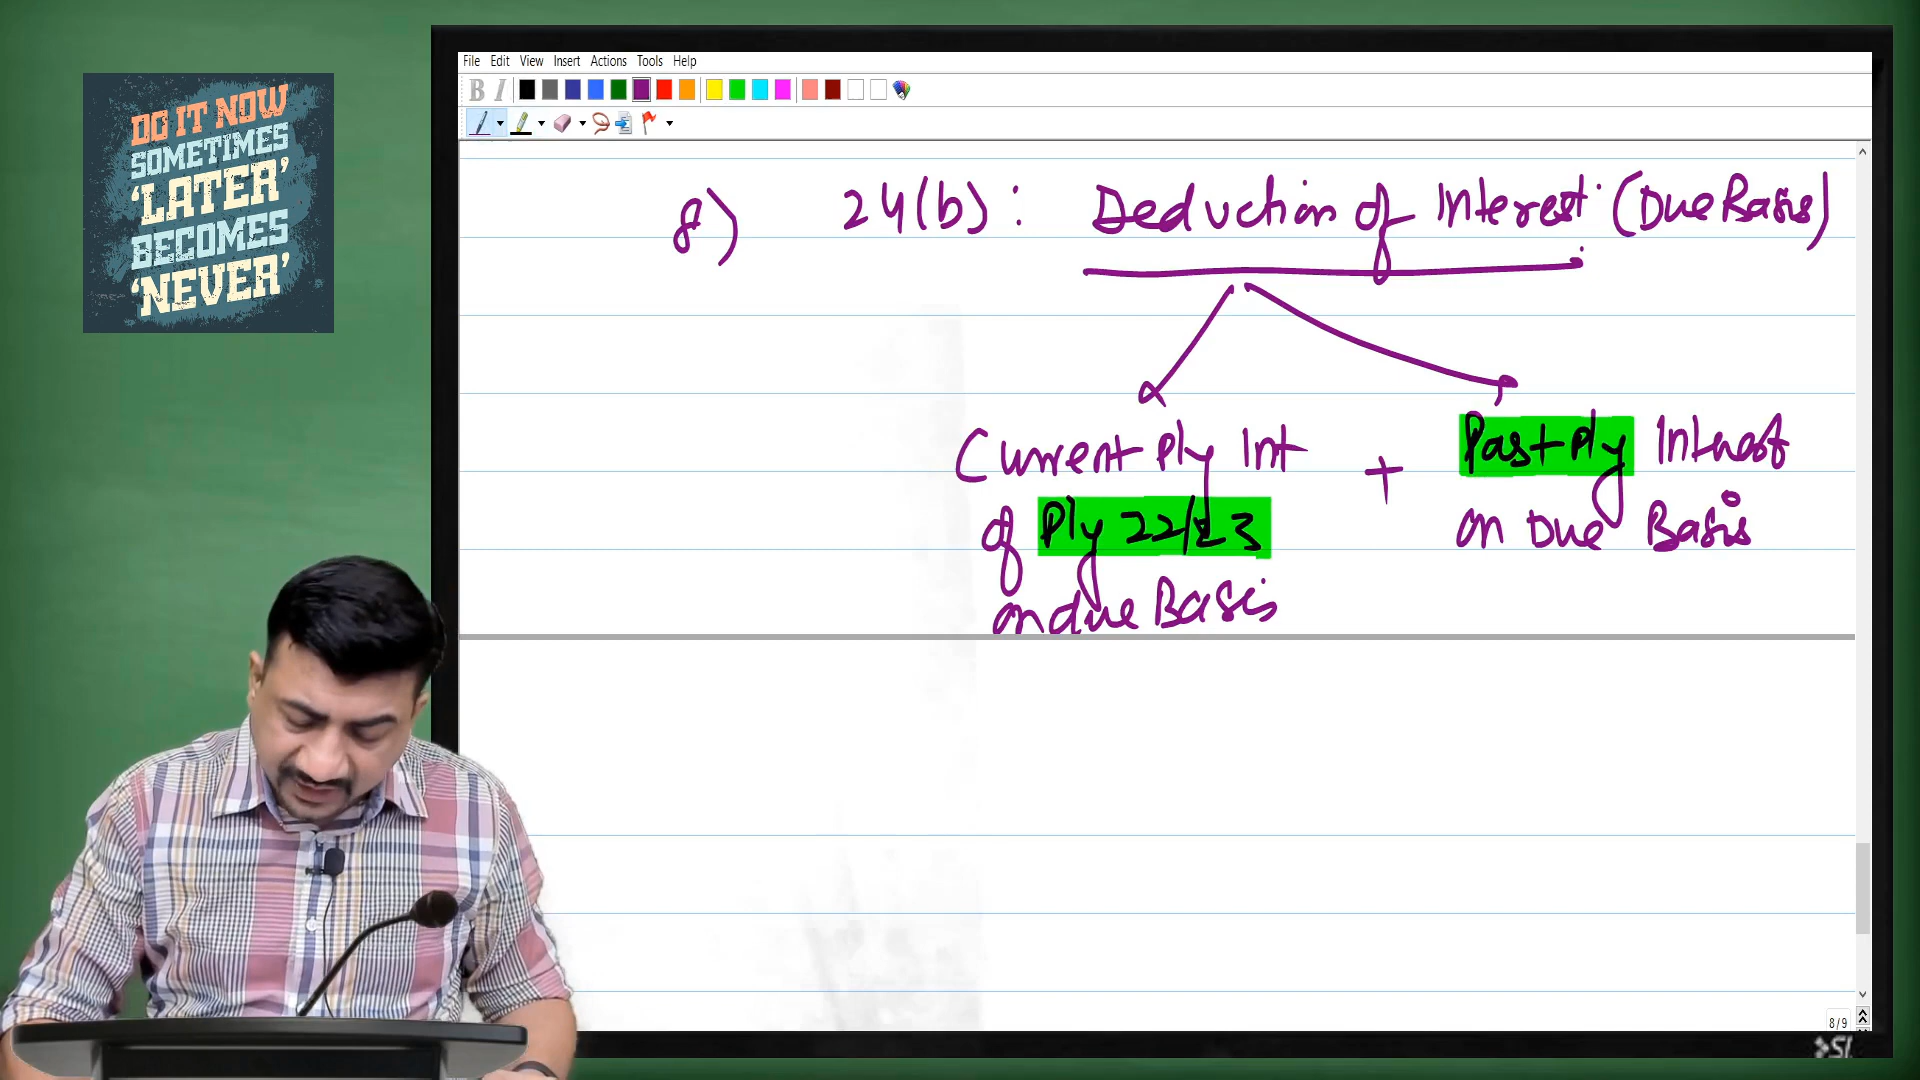 DO IT NOW
SOMETIMES
'LATER'
BECOMES
'NEVER'
File Edit View Insert Actions Tools Help
B I
8) 24(b): Deduction of Interest (Due Basis)
Current Ply Int + Past Ply Interest
of Ply 22/23 on Due Basis
on due Basis
8/9